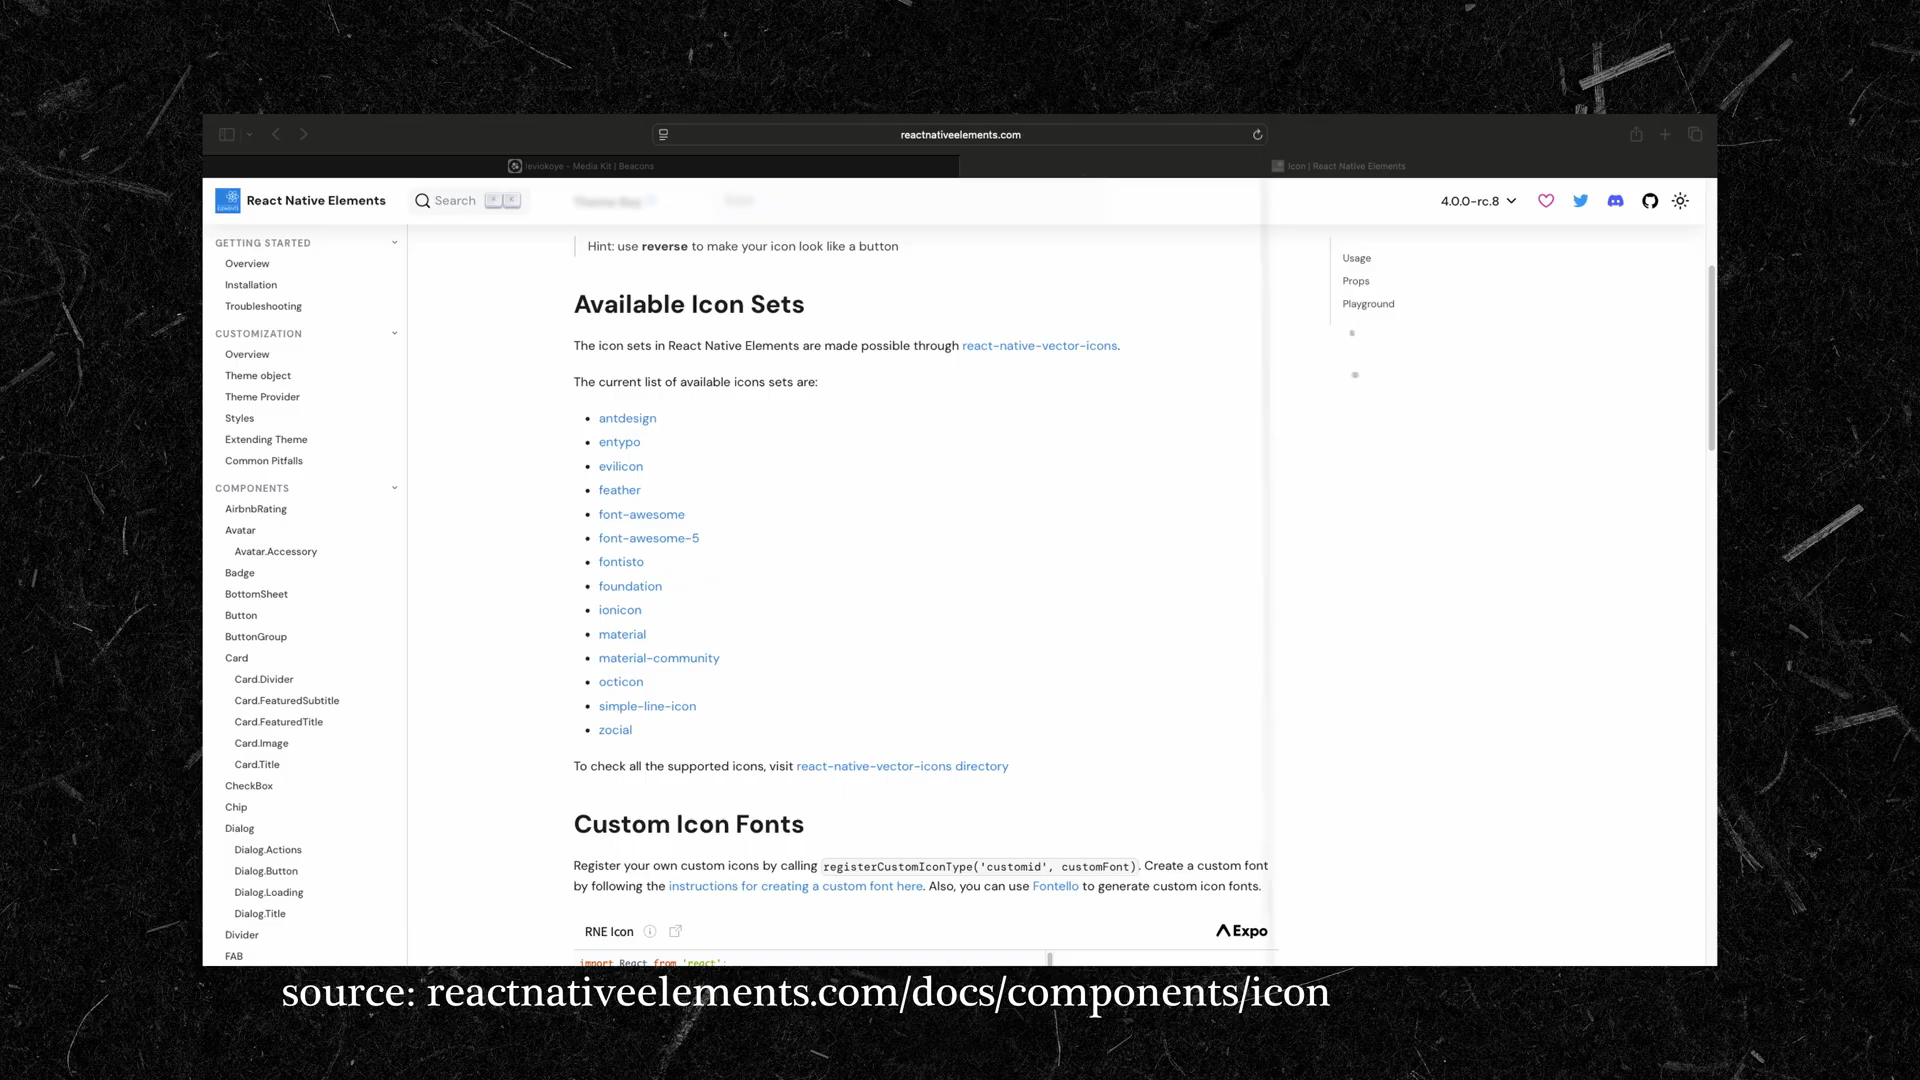 reactnativeelements.com
leviokoye - Media Kit | Beacons
Icon | React Native Elements
React Native Elements
Search
K
4.0.0-rc.8
GETTING STARTED
Overview
Installation
Troubleshooting
CUSTOMIZATION
Overview
Theme object
Theme Provider
Styles
Extending Theme
Common Pitfalls
COMPONENTS
AirbnbRating
Avatar
Avatar.Accessory
Badge
BottomSheet
Button
ButtonGroup
Card
Card.Divider
Card.FeaturedSubtitle
Card.FeaturedTitle
Card.Image
Card.Title
CheckBox
Chip
Dialog
Dialog.Actions
Dialog.Button
Dialog.Loading
Dialog.Title
Divider
FAB
Hint: use reverse to make your icon look like a button
Available Icon Sets
The icon sets in React Native Elements are made possible through react-native-vector-icons.
The current list of available icons sets are:
• antdesign
• entypo
• evilicon
• feather
• font-awesome
• font-awesome-5
• fontisto
• foundation
• ionicon
• material
• material-community
• octicon
• simple-line-icon
• zocial
To check all the supported icons, visit react-native-vector-icons directory
Custom Icon Fonts
Register your own custom icons by calling registerCustomIconType('customid', customFont). Create a custom font
by following the instructions for creating a custom font here. Also, you can use Fontello to generate custom icon fonts.
RNE Icon
Expo
import React from 'react';
Usage
Props
Playground
source: reactnativeelements.com/docs/components/icon